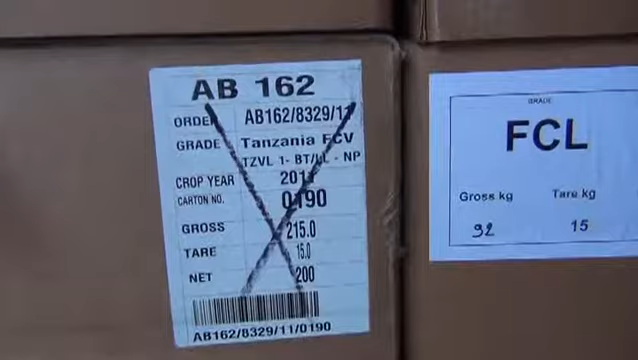 AB 162
ORDER AB162/8329/11
GRADE Tanzania FCV
TZVL 1- BT/LL - NP
CROP YEAR 2011
CARTON NO. 0190
GROSS 215.0
TARE 15.0
NET 200
AB162/8329/11/0190
GRADE
FCL
Gross kg Tare kg
92 15